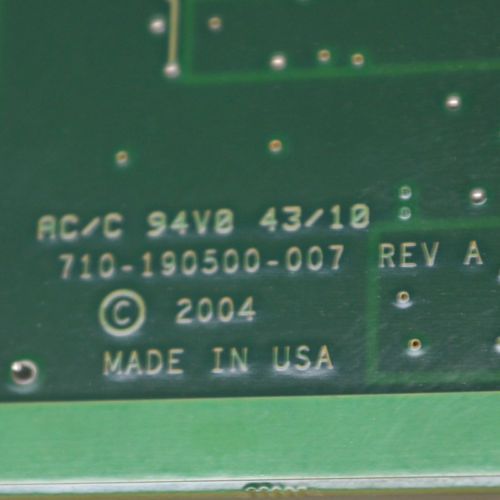 AC/C 94V0 43/10
710-190500-007 REV A
© 2004
MADE IN USA